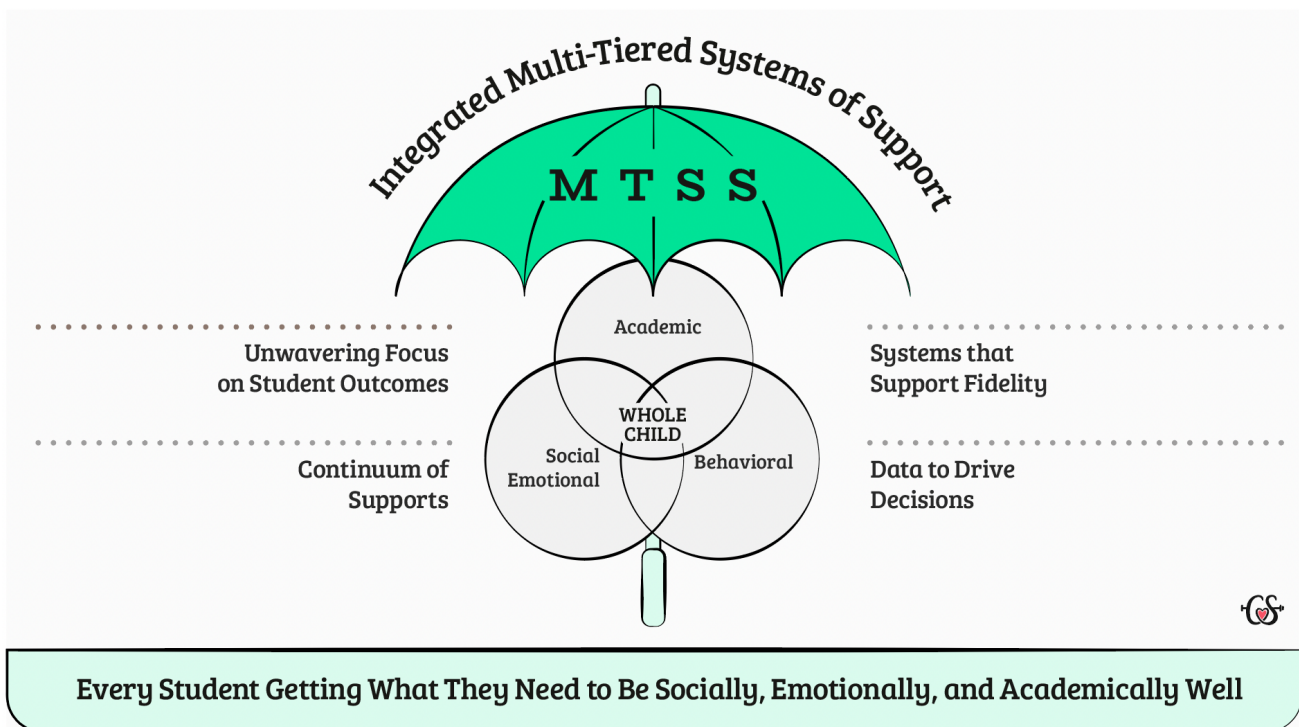 Integrated Multi-Tiered Systems of Support
MTSS
Academic
WHOLE
CHILD
Social
Emotional
Behavioral
Unwavering Focus
on Student Outcomes
Continuum of
Supports
Systems that
Support Fidelity
Data to Drive
Decisions
CS
Every Student Getting What They Need to Be Socially, Emotionally, and Academically Well